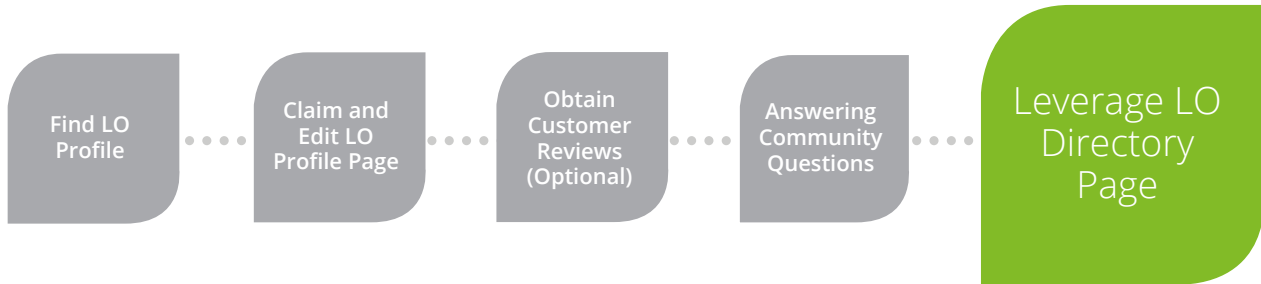 Find LO
Profile
Claim and
Edit LO
Profile Page
Obtain
Customer
Reviews
(Optional)
Answering
Community
Questions
Leverage LO
Directory
Page